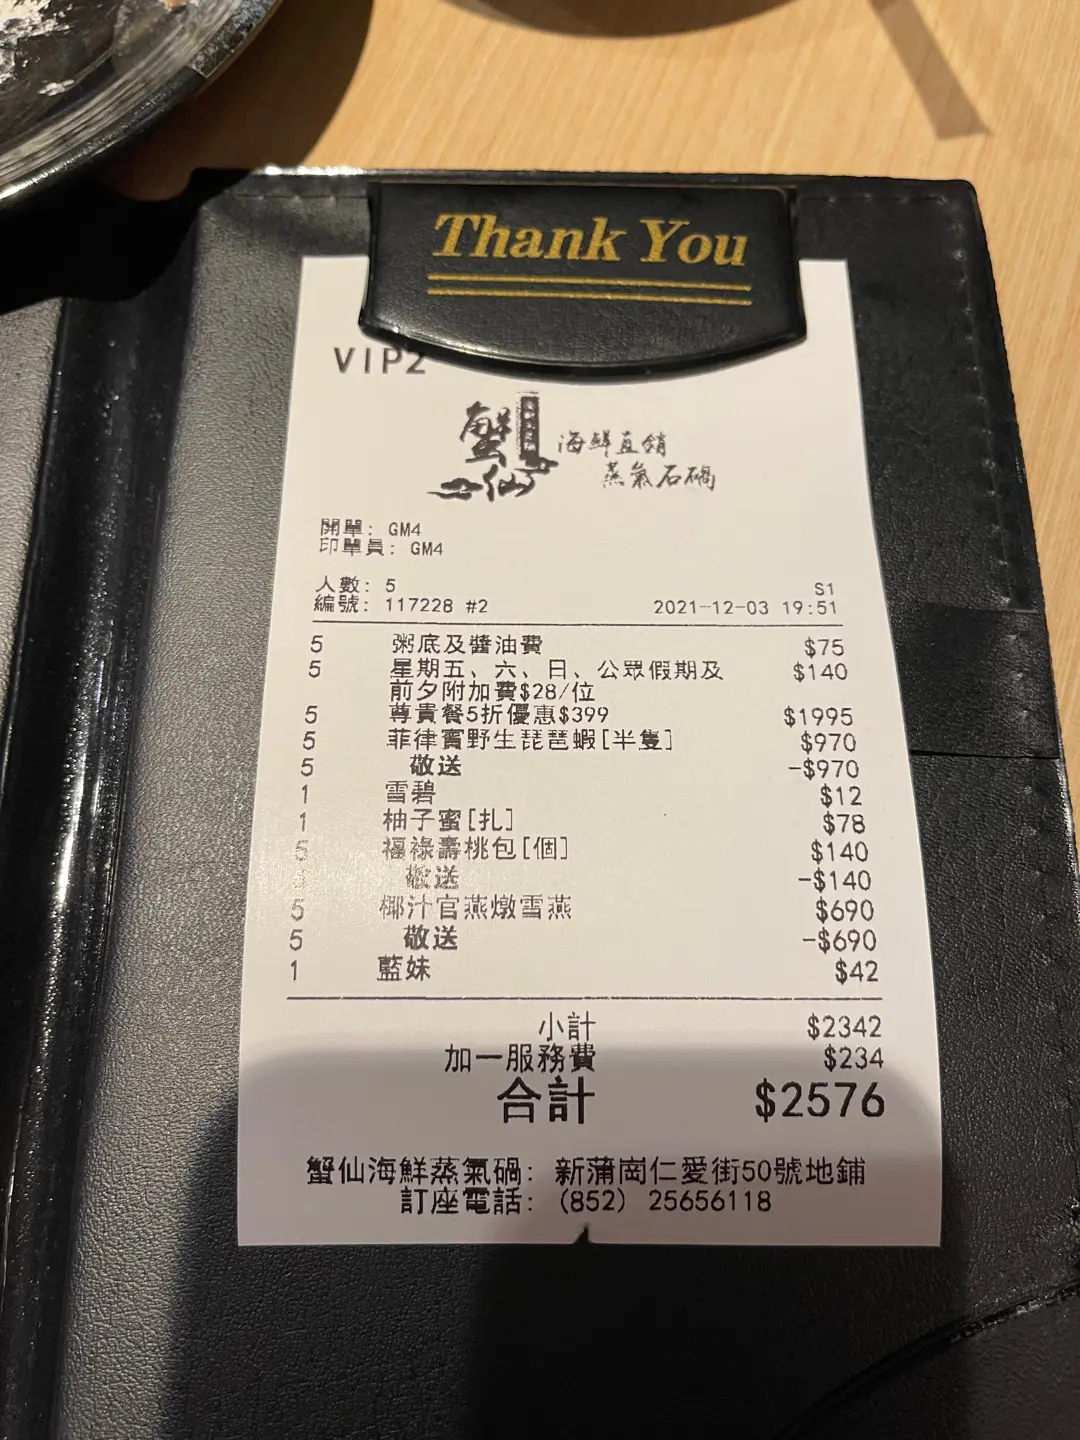 Thank You
VIP2
蟹仙
海鮮直銷
蒸氣石鍋
開單: GM4
印單員: GM4
人數: 5
S1
編號: 117228 #2 2021-12-03 19:51
5 粥底及醬油費 $75
5 星期五、六、日、公眾假期及 $140
前夕附加費$28/位
5 尊貴餐5折優惠$399 $1995
5 菲律賓野生琵琶蝦[半隻] $970
5 敬送 -$970
1 雪碧 $12
1 柚子蜜[扎] $78
5 福祿壽桃包[個] $140
5 敬送 -$140
5 椰汁官燕燉雪燕 $690
5 敬送 -$690
1 藍妹 $42
小計 $2342
加一服務費 $234
合計 $2576
蟹仙海鮮蒸氣鍋: 新蒲崗仁愛街50號地鋪
訂座電話: (852) 25656118